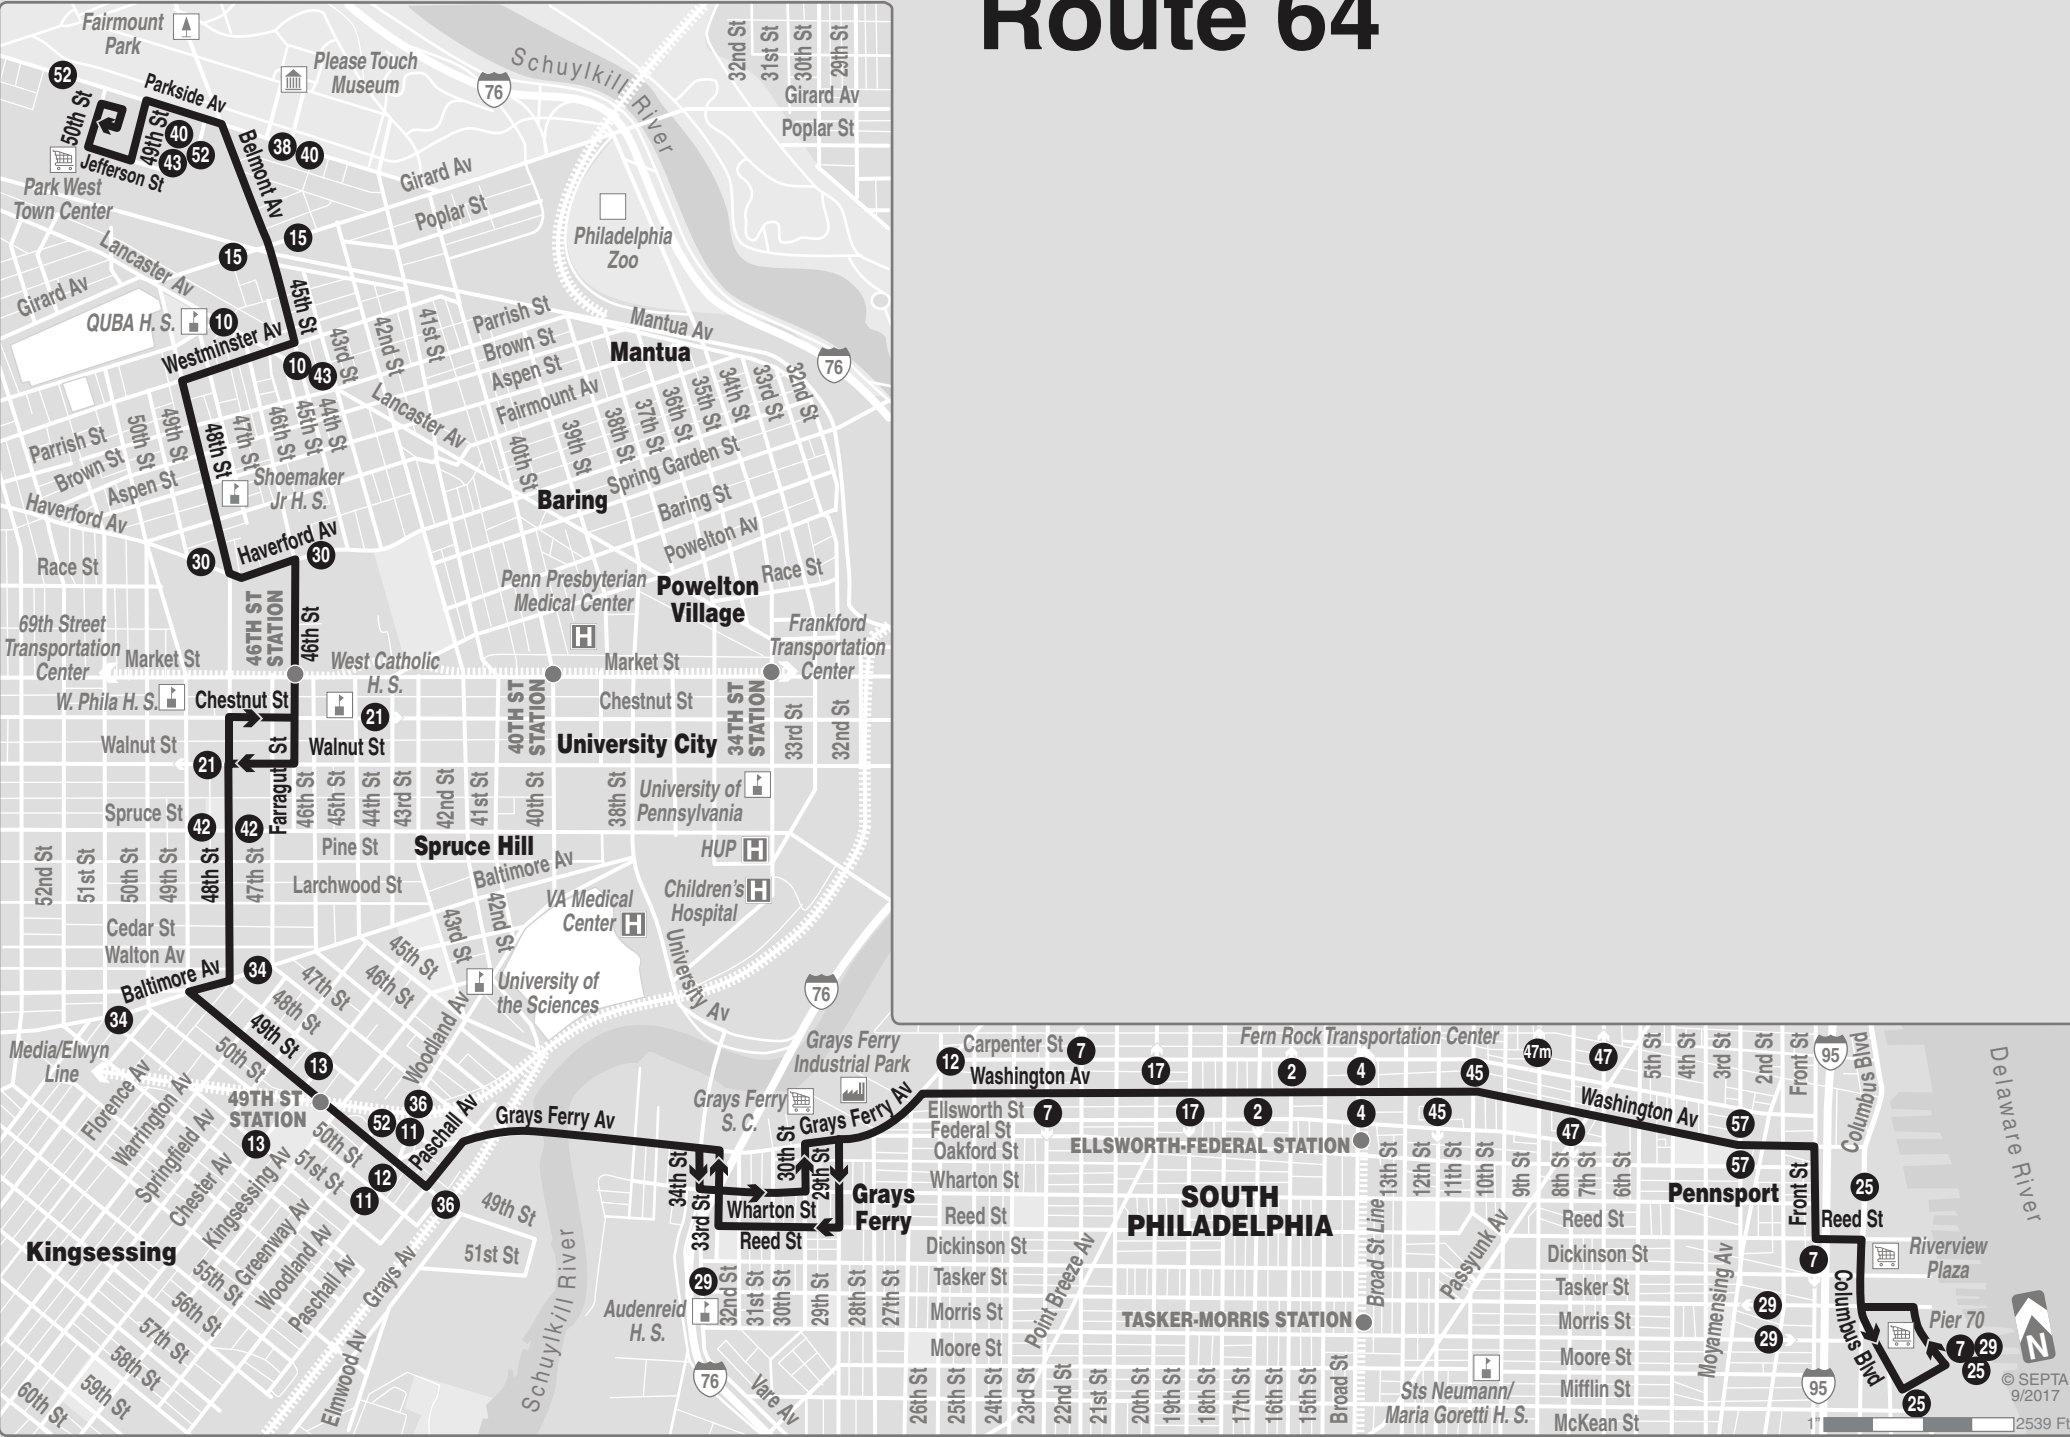 Route 64
Fairmount
Park
52
50th St
Parkside Av
Please Touch
Museum
76
Schuylkill River
32nd St
31st St
30th St
29th St
Girard Av
Poplar St
49th St
40
43
52
Jefferson St
Belmont Av
38
40
Park West
Town Center
Girard Av
Poplar St
Philadelphia
Zoo
15
15
Lancaster Av
Girard Av
45th St
QUBA H. S.
10
Westminster Av
10
43
43rd St
42nd St
41st St
Parrish St
Brown St
Aspen St
Fairmount Av
Mantua Av
Mantua
76
Lancaster Av
40th St
39th St
38th St
37th St
36th St
35th St
34th St
33rd St
32nd St
Parrish St
Brown St
Aspen St
Haverford Av
50th St
49th St
48th St
47th St
46th St
45th St
44th St
Shoemaker
Jr H. S.
Baring
Spring Garden St
Baring St
Powelton Av
Haverford Av
30
30
Race St
Race St
Penn Presbyterian
Medical Center
H
Powelton
Village
46TH ST
STATION
46th St
69th Street
Transportation
Center
Market St
West Catholic
H. S.
Market St
Frankford
Transportation
Center
W. Phila H. S.
Chestnut St
21
40TH ST
STATION
Chestnut St
34TH ST
STATION
33rd St
32nd St
Walnut St
21
Farragut St
Walnut St
University City
46th St
45th St
44th St
43rd St
42nd St
41st St
40th St
38th St
University of
Pennsylvania
Spruce St
42
42
Spruce Hill
Pine St
HUP
H
52nd St
51st St
50th St
49th St
48th St
47th St
Larchwood St
Baltimore Av
VA Medical
Center
H
Children's
Hospital
H
Cedar St
Walton Av
Baltimore Av
34
34
43rd St
42nd St
45th St
46th St
47th St
48th St
49th St
50th St
University of
the Sciences
University Av
76
Woodland Av
Media/Elwyn
Line
13
49TH ST
STATION
13
52
36
11
Paschall Av
Grays Ferry Av
Florence Av
Warrington Av
Springfield Av
Chester Av
Kingsessing Av
Greenway Av
Woodland Av
Paschall Av
Grays Av
Elmwood Av
50th St
51st St
12
11
36
49th St
51st St
Kingsessing
55th St
56th St
57th St
58th St
59th St
60th St
Schuylkill River
Grays Ferry
Industrial Park
Grays Ferry
S. C.
Grays Ferry Av
34th St
33rd St
30th St
29th St
Wharton St
Reed St
Grays
Ferry
29
Audenreid
H. S.
32nd St
31st St
30th St
29th St
28th St
27th St
76
Vare Av
12
Carpenter St
7
Washington Av
17
Fern Rock Transportation Center
2
4
45
47m
47
Ellsworth St
Federal St
Oakford St
Wharton St
Reed St
Dickinson St
Tasker St
Morris St
Moore St
7
17
2
4
45
ELLSWORTH-FEDERAL STATION
SOUTH
PHILADELPHIA
TASKER-MORRIS STATION
Point Breeze Av
26th St
25th St
24th St
23rd St
22nd St
21st St
20th St
19th St
18th St
17th St
16th St
15th St
Broad St
Broad St Line
13th St
12th St
11th St
10th St
9th St
8th St
7th St
6th St
Passyunk Av
Sts Neumann/
Maria Goretti H. S.
5th St
4th St
3rd St
2nd St
Front St
95
Columbus Blvd
Delaware River
Washington Av
47
57
57
Pennsport
Front St
25
Reed St
Reed St
Dickinson St
Tasker St
Morris St
Moore St
Mifflin St
McKean St
Moyamensing Av
29
29
7
Riverview
Plaza
Columbus Blvd
Pier 70
7
29
25
25
95
N
© SEPTA
9/2017
1"
2539 Ft